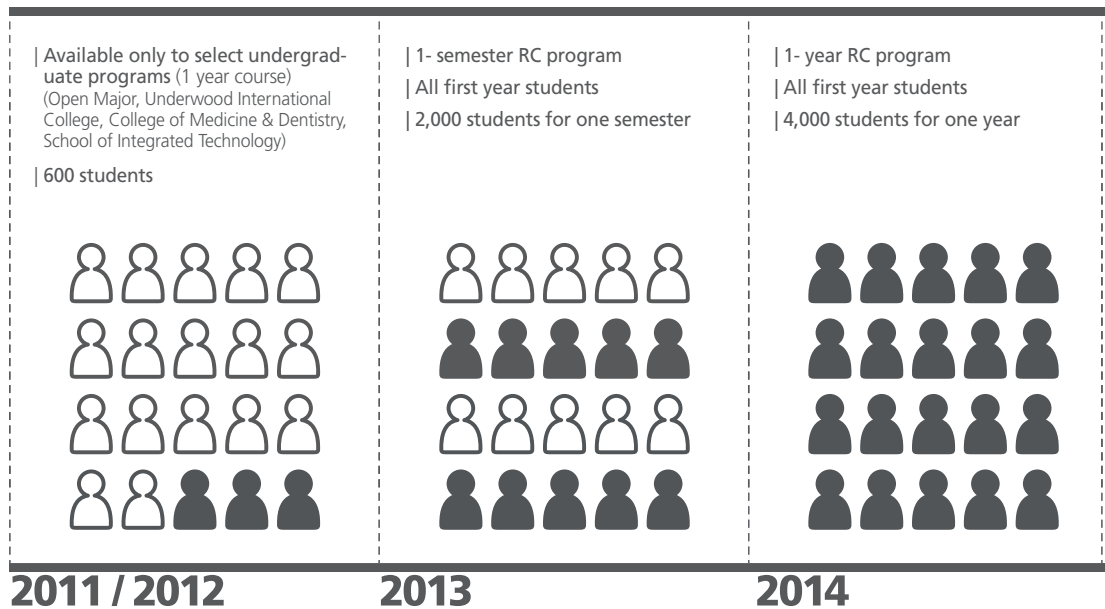 | Available only to select undergrad-
uate programs (1 year course)
(Open Major, Underwood International
College, College of Medicine & Dentistry,
School of Integrated Technology)
| 600 students
| 1- semester RC program
| All first year students
| 2,000 students for one semester
| 1- year RC program
| All first year students
| 4,000 students for one year
2011 / 2012
2013
2014